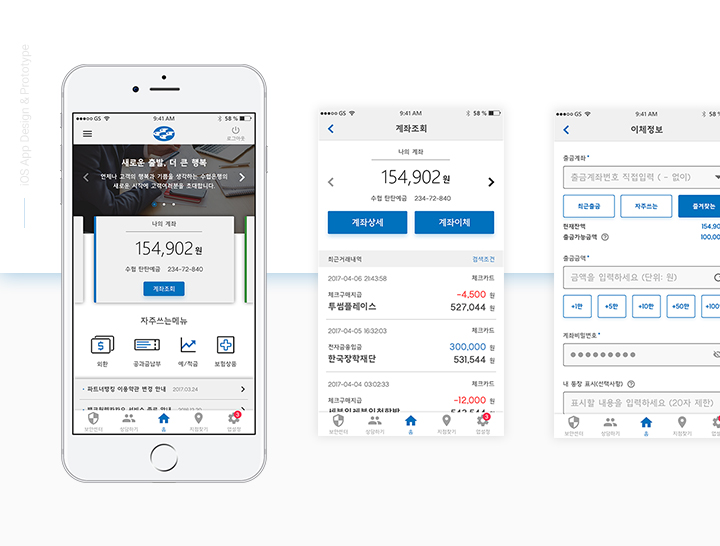 iOS App Design & Prototype
GS 9:41 AM 58 %
로그아웃
새로운 출발, 더 큰 행복
언제나 고객의 행복과 기쁨을 생각하는 수협은행의
새로운 시작에 고객여러분을 초대합니다.
나의 계좌
154,902 원
수협 탄탄예금 234-72-840
계좌조회
자주쓰는메뉴
외환
공과금납부
예/적금
보험상품
파트너뱅킹 이용약관 변경 안내 2017.03.24
보안센터
상담하기
홈
지점찾기
앱설정
3
GS 9:41 AM 58 %
계좌조회
나의 계좌
154,902 원
수협 탄탄예금 234-72-840
계좌상세
계좌이체
최근거래내역 검색조건
2017-04-06 21:43:58 체크카드
체크구매지급 -4,500 원
투썸플레이스 527,044 원
2017-04-05 16:32:03 체크카드
전자금융입금 300,000 원
한국장학재단 531,544 원
2017-04-04 03:02:33 체크카드
체크구매지급 -12,000 원
보안센터
상담하기
홈
지점찾기
앱설정
3
GS 9:41 AM 58 %
이체정보
출금계좌*
출금계좌번호 직접입력 ( - 없이)
최근출금
자주쓰는
즐겨찾는
현재잔액 154,90
출금가능금액 ? 100,00
출금금액*
금액을 입력하세요 (단위: 원)
+1만
+5만
+10만
+50만
+100
계좌비밀번호*
내 통장 표시(선택사항) ?
표시할 내용을 입력하세요 (20자 제한)
보안센터
상담하기
홈
지점찾기
3